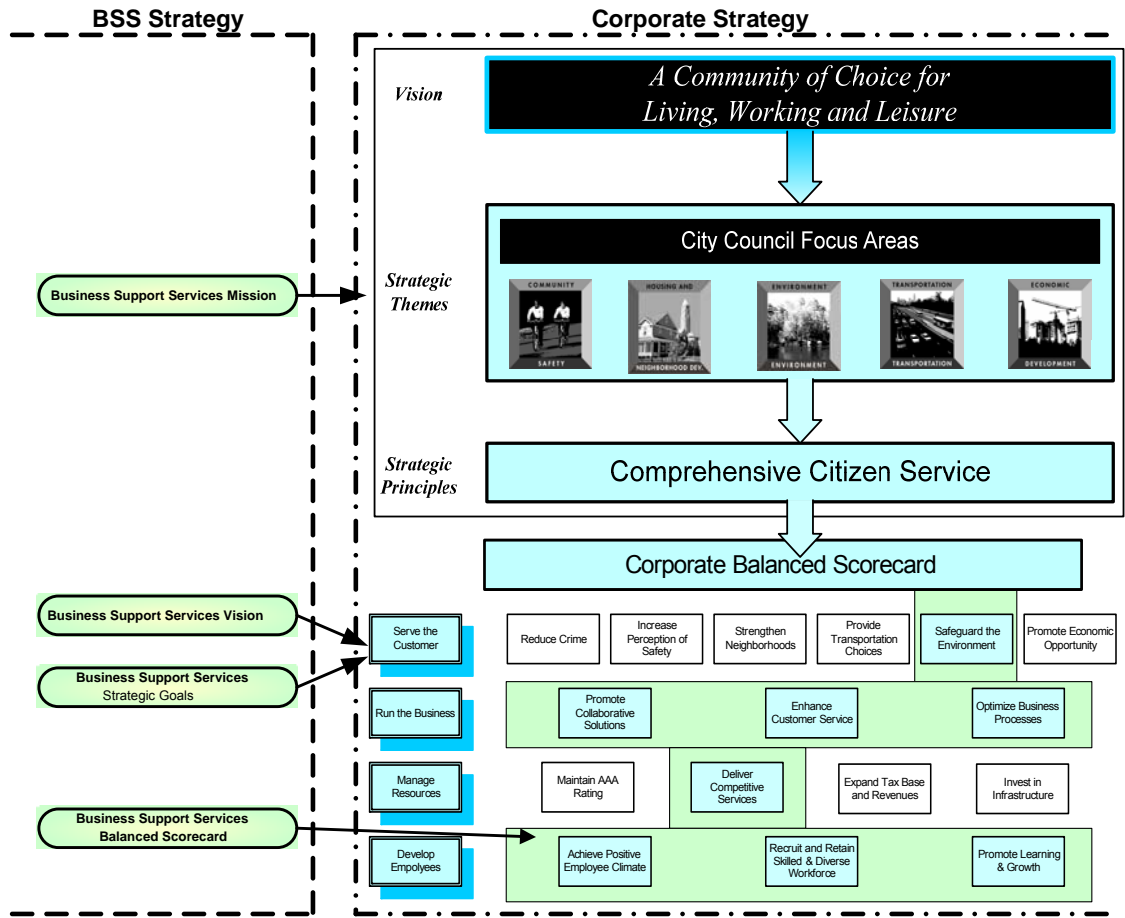 BSS Strategy
Corporate Strategy
Vision
A Community of Choice for
Living, Working and Leisure
City Council Focus Areas
Strategic
Themes
COMMUNITY
SAFETY
HOUSING AND
NEIGHBORHOOD DEV.
ENVIRONMENT
ENVIRONMENT
TRANSPORTATION
TRANSPORTATION
ECONOMIC
DEVELOPMENT
Business Support Services Mission
Strategic
Principles
Comprehensive Citizen Service
Corporate Balanced Scorecard
Business Support Services Vision
Business Support Services
Strategic Goals
Business Support Services
Balanced Scorecard
Serve the
Customer
Reduce Crime
Increase
Perception of
Safety
Strengthen
Neighborhoods
Provide
Transportation
Choices
Safeguard the
Environment
Promote Economic
Opportunity
Run the Business
Promote
Collaborative
Solutions
Enhance
Customer Service
Optimize Business
Processes
Manage
Resources
Maintain AAA
Rating
Deliver
Competitive
Services
Expand Tax Base
and Revenues
Invest in
Infrastructure
Develop
Empolyees
Achieve Positive
Employee Climate
Recruit and Retain
Skilled & Diverse
Workforce
Promote Learning
& Growth